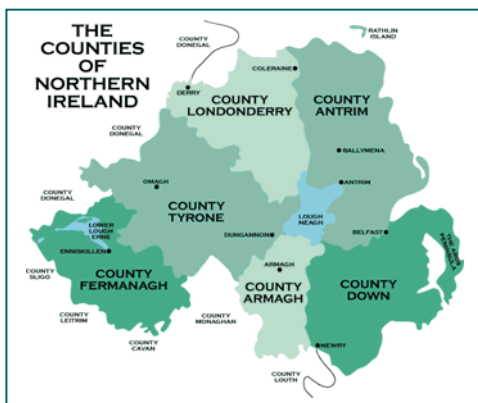 THE
COUNTIES
OF
NORTHERN
IRELAND
COUNTY
DONEGAL
RATHLIN
ISLAND
COLERAINE
DERRY
COUNTY
LONDONDERRY
COUNTY
ANTRIM
COUNTY
DONEGAL
BALLYMENA
OMAGH
ANTRIM
COUNTY
DONEGAL
COUNTY
TYRONE
LOUGH
NEAGH
LOWER
LOUGH
ERNE
DUNGANNON
BELFAST
ENNISKILLEN
THE ARDS
PENINSULA
COUNTY
SLIGO
COUNTY
FERMANAGH
ARMAGH
COUNTY
ARMAGH
COUNTY
DOWN
COUNTY
LEITRIM
COUNTY
MONAGHAN
COUNTY
CAVAN
NEWRY
COUNTY
LOUTH